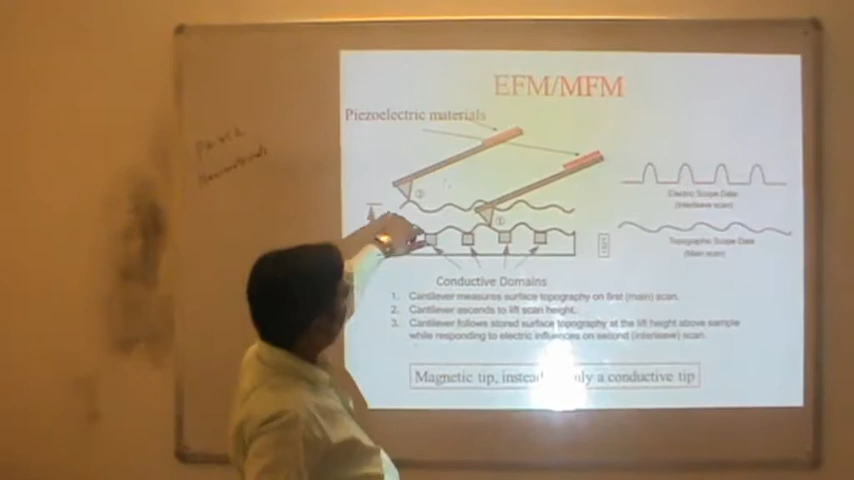 EFM/MFM
Piezoelectric materials
②
①
Electric Scope Data
(Interleave scan)
Topographic Scope Data
(Main scan)
Conductive Domains
1. Cantilever measures surface topography on first (main) scan.
2. Cantilever ascends to lift scan height.
3. Cantilever follows stored surface topography at the lift height above sample
while responding to electric influences on second (interleave) scan.
Magnetic tip, instead only a conductive tip